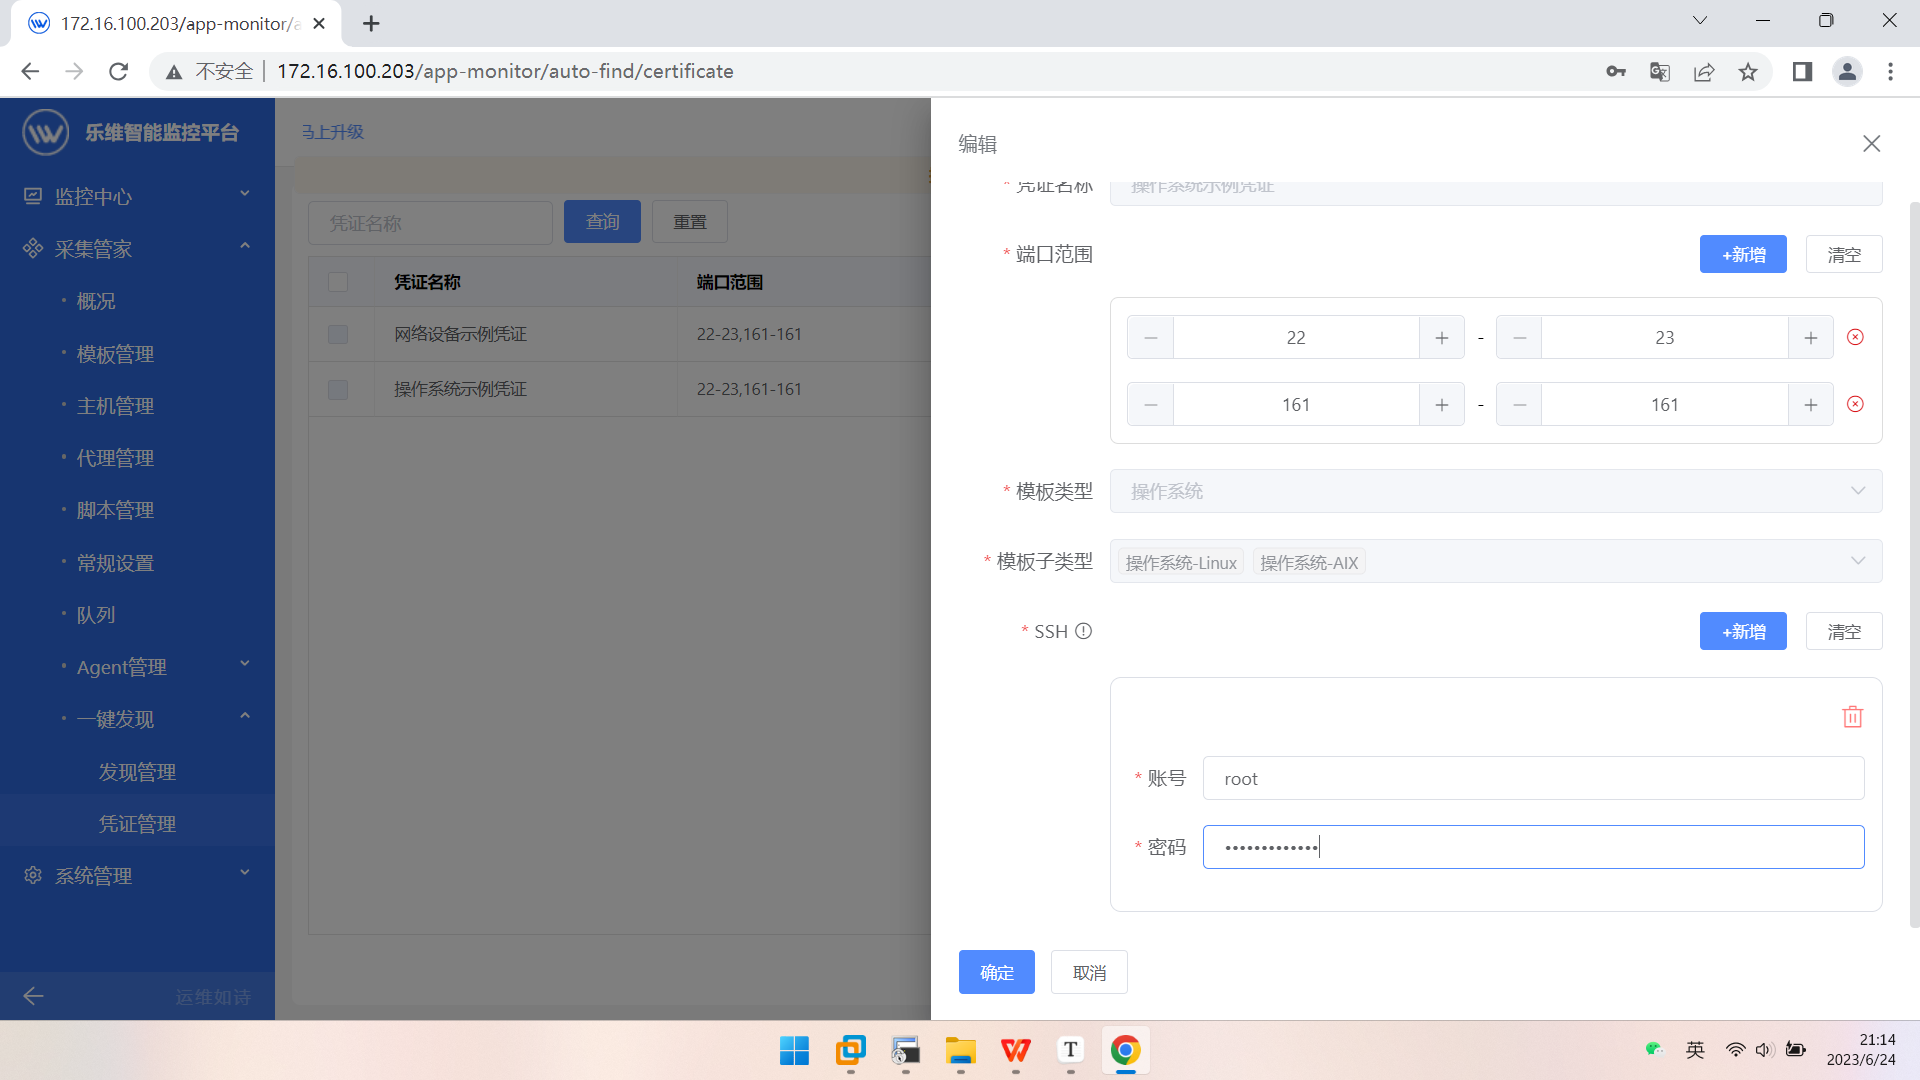 172.16.100.203/app-monitor/a
不安全
172.16.100.203/app-monitor/auto-find/certificate
乐维智能监控平台
监控中心
采集管家
概况
模板管理
主机管理
代理管理
脚本管理
常规设置
队列
Agent管理
一键发现
发现管理
凭证管理
系统管理
运维如诗
马上升级
凭证名称
查询
重置
凭证名称 端口范围
网络设备示例凭证 22-23,161-161
操作系统示例凭证 22-23,161-161
编辑
* 凭证名称 操作系统示例凭证
* 端口范围 +新增 清空
22 - 23
161 - 161
* 模板类型 操作系统
* 模板子类型 操作系统-Linux 操作系统-AIX
* SSH +新增 清空
* 账号 root
* 密码 •••••••••••••
确定 取消
英
21:14
2023/6/24